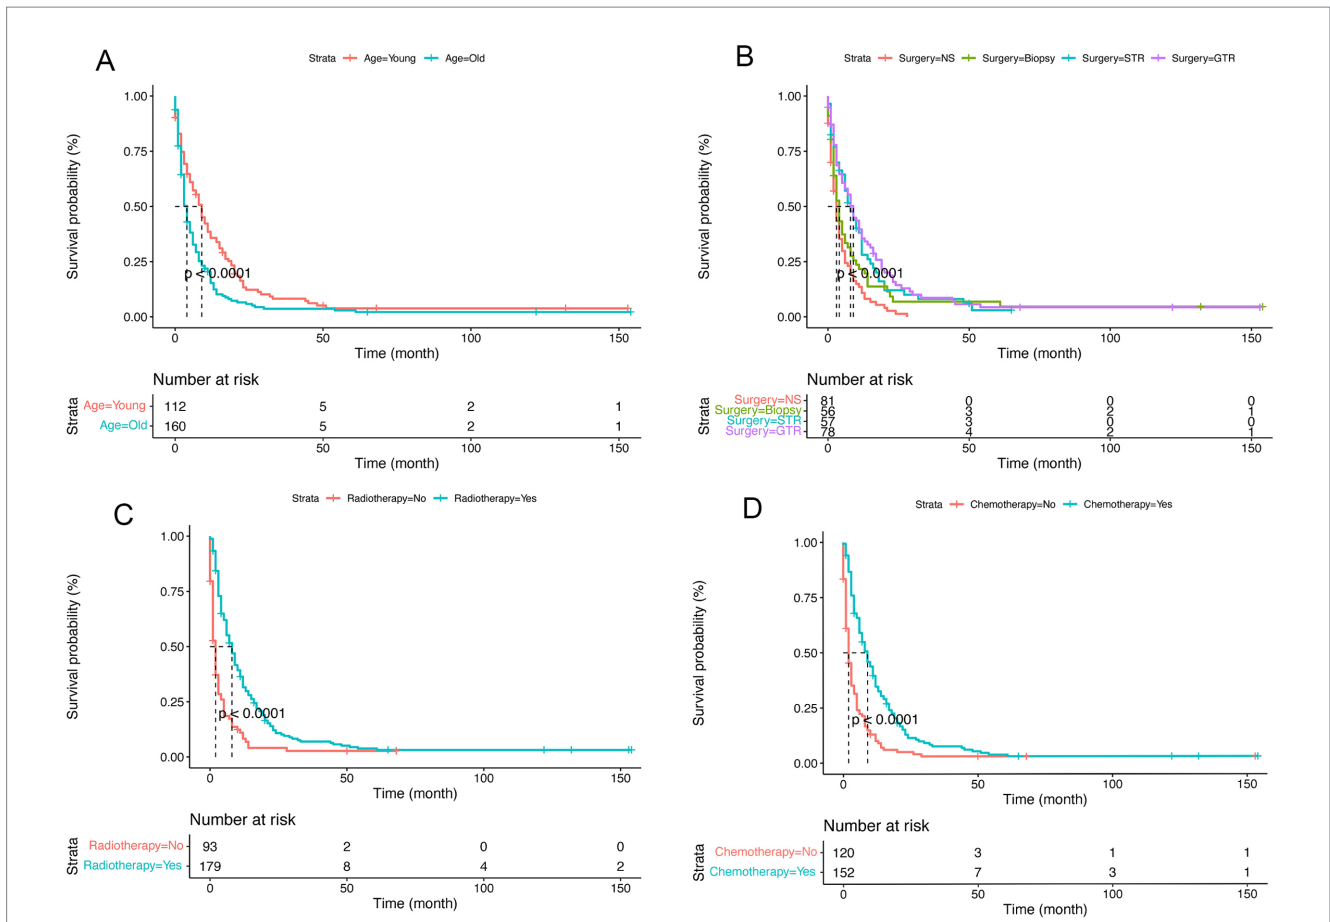 A
Strata Age=Young Age=Old
Survival probability (%)
1.00
0.75
0.50
0.25
0.00
p < 0.0001
0 50 100 150
Time (month)
Number at risk
Strata
Age=Young 112 5 2 1
Age=Old 160 5 2 1
0 50 100 150
Time (month)
B
Strata Surgery=NS Surgery=Biopsy Surgery=STR Surgery=GTR
Survival probability (%)
1.00
0.75
0.50
0.25
0.00
p < 0.0001
0 50 100 150
Time (month)
Number at risk
Strata
Surgery=NS 81 0 0 0
Surgery=Biopsy 56 3 2 1
Surgery=STR 57 3 0 0
Surgery=GTR 78 4 2 1
0 50 100 150
Time (month)
C
Strata Radiotherapy=No Radiotherapy=Yes
Survival probability (%)
1.00
0.75
0.50
0.25
0.00
p < 0.0001
0 50 100 150
Time (month)
Number at risk
Strata
Radiotherapy=No 93 2 0 0
Radiotherapy=Yes 179 8 4 2
0 50 100 150
Time (month)
D
Strata Chemotherapy=No Chemotherapy=Yes
Survival probability (%)
1.00
0.75
0.50
0.25
0.00
p < 0.0001
0 50 100 150
Time (month)
Number at risk
Strata
Chemotherapy=No 120 3 1 1
Chemotherapy=Yes 152 7 3 1
0 50 100 150
Time (month)